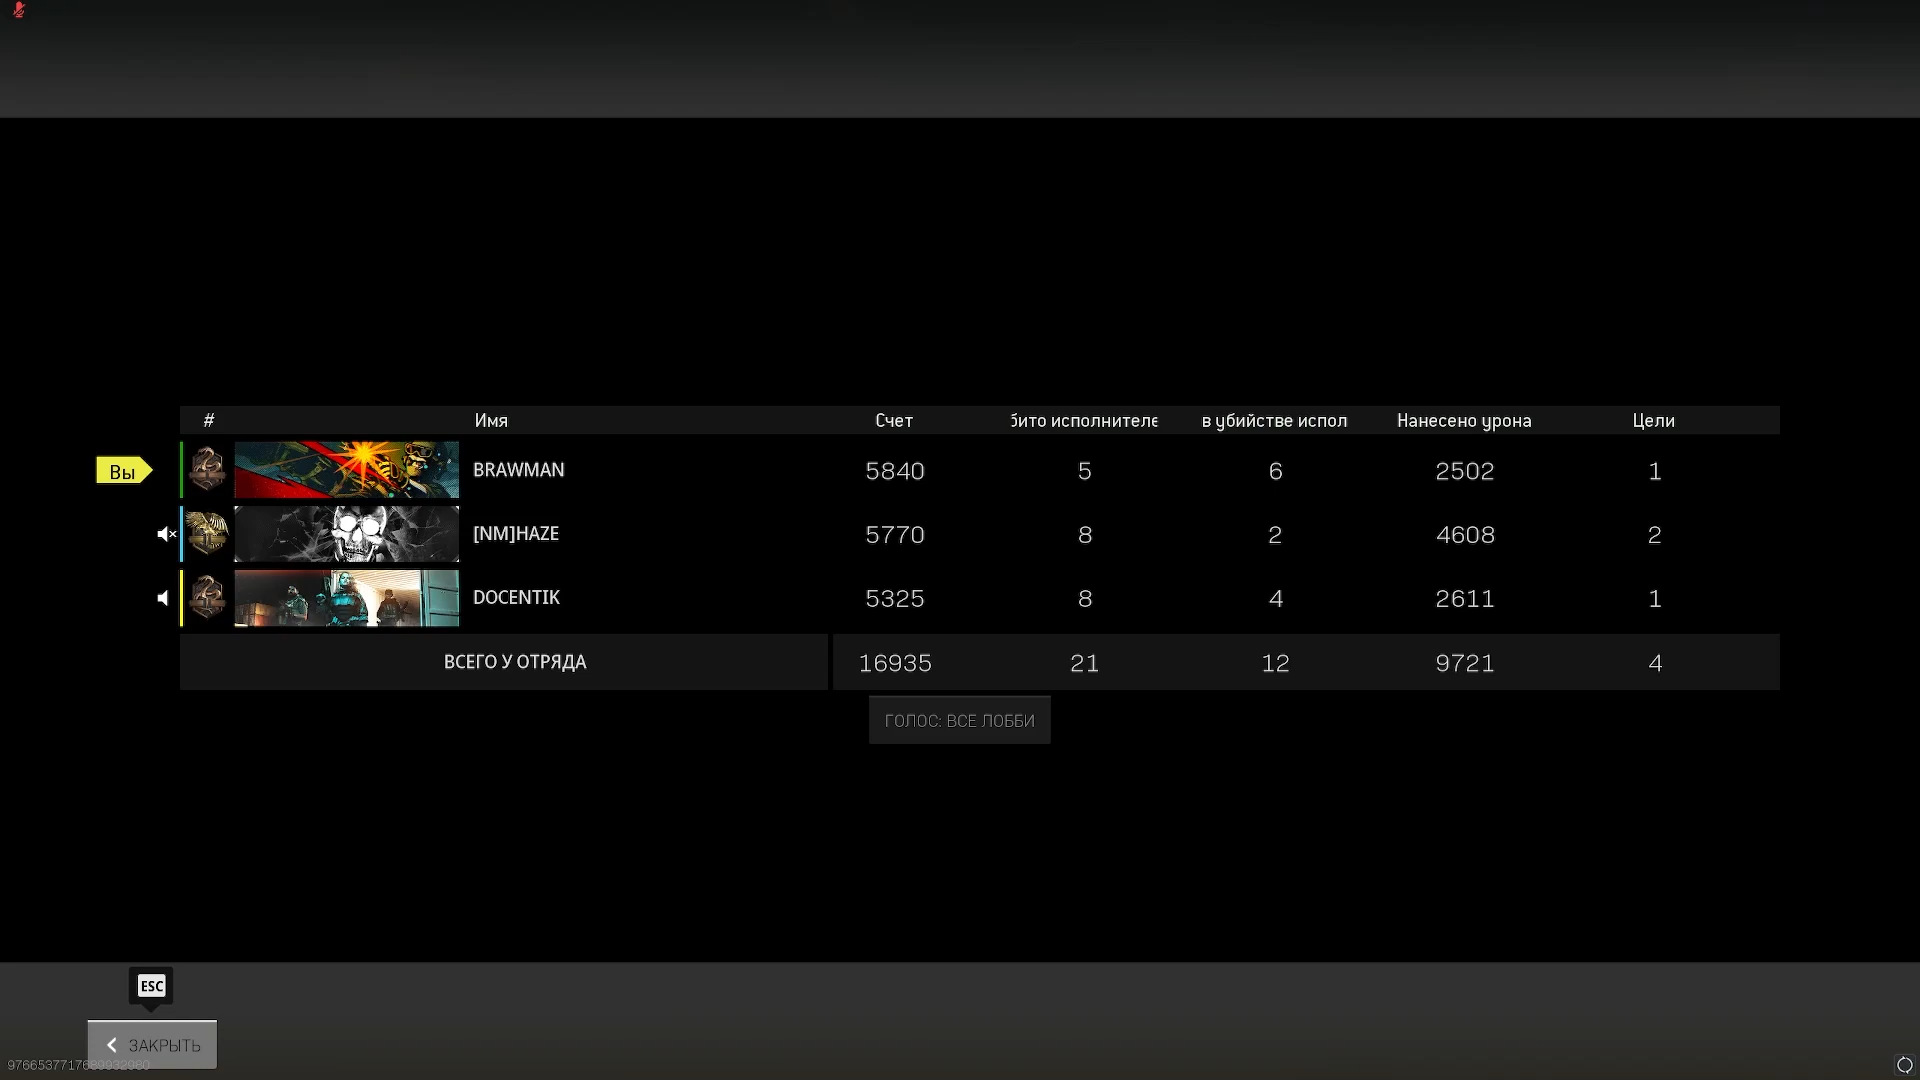 # Имя Счет бито исполнителе в убийстве испол Нанесено урона Цели
Вы BRAWMAN 5840 5 6 2502 1
[NM]HAZE 5770 8 2 4608 2
DOCENTIK 5325 8 4 2611 1
ВСЕГО У ОТРЯДА 16935 21 12 9721 4
ГОЛОС: ВСЕ ЛОББИ
ESC
ЗАКРЫТЬ